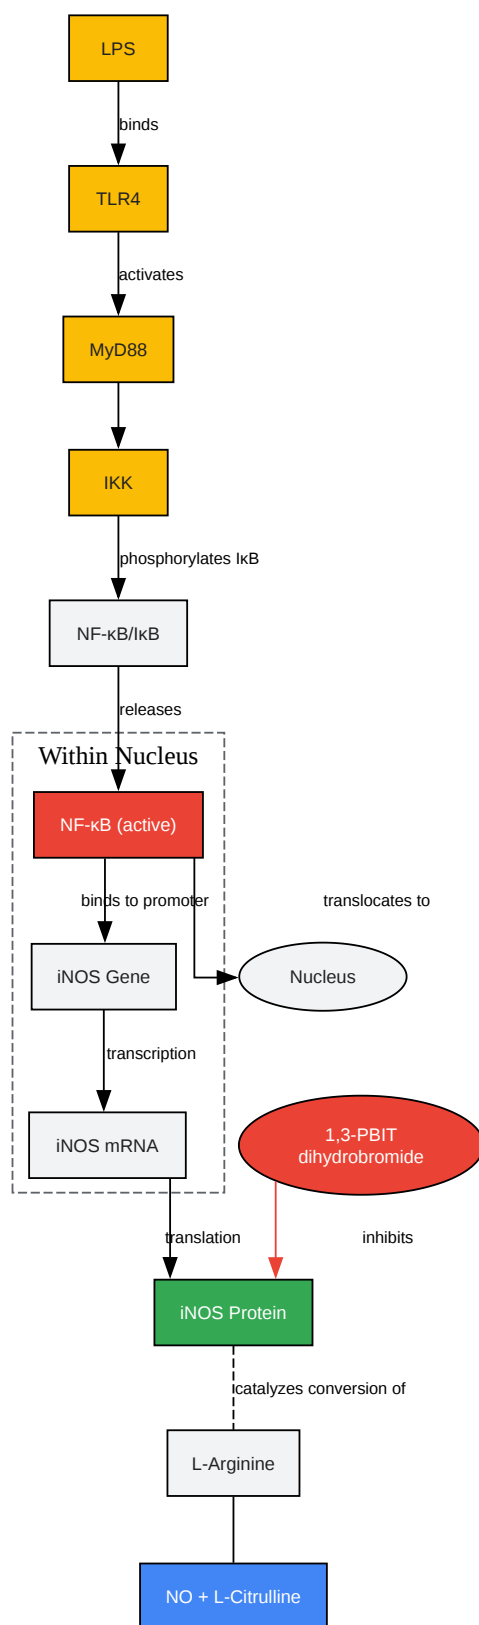 LPS
binds
TLR4
activates
MyD88
IKK
phosphorylates IκB
NF-κB/IκB
releases
Within Nucleus
NF-κB (active)
binds to promoter
translocates to
iNOS Gene
Nucleus
transcription
iNOS mRNA
1,3-PBIT
dihydrobromide
translation
inhibits
iNOS Protein
catalyzes conversion of
L-Arginine
NO + L-Citrulline